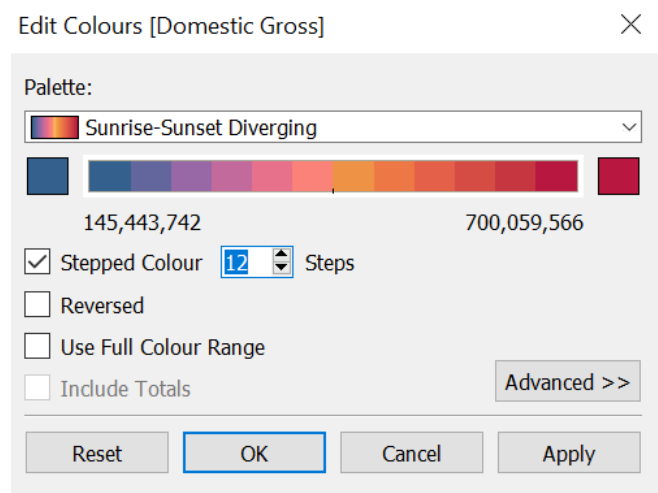 Edit Colours [Domestic Gross]
Palette:
Sunrise-Sunset Diverging
145,443,742 700,059,566
Stepped Colour 12 Steps
Reversed
Use Full Colour Range
Include Totals
Advanced >>
Reset OK Cancel Apply